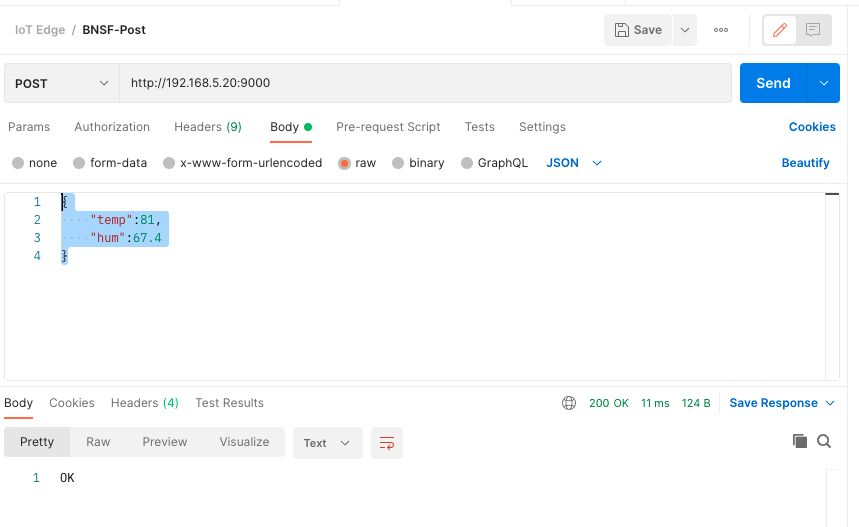 IoT Edge / BNSF-Post
Save
POST
http://192.168.5.20:9000
Send
Params Authorization Headers (9) Body Pre-request Script Tests Settings Cookies
none form-data x-www-form-urlencoded raw binary GraphQL JSON Beautify
1 {
2 ····"temp":81,
3 ····"hum":67.4
4 }
Body Cookies Headers (4) Test Results 200 OK 11 ms 124 B Save Response
Pretty Raw Preview Visualize Text
1 OK